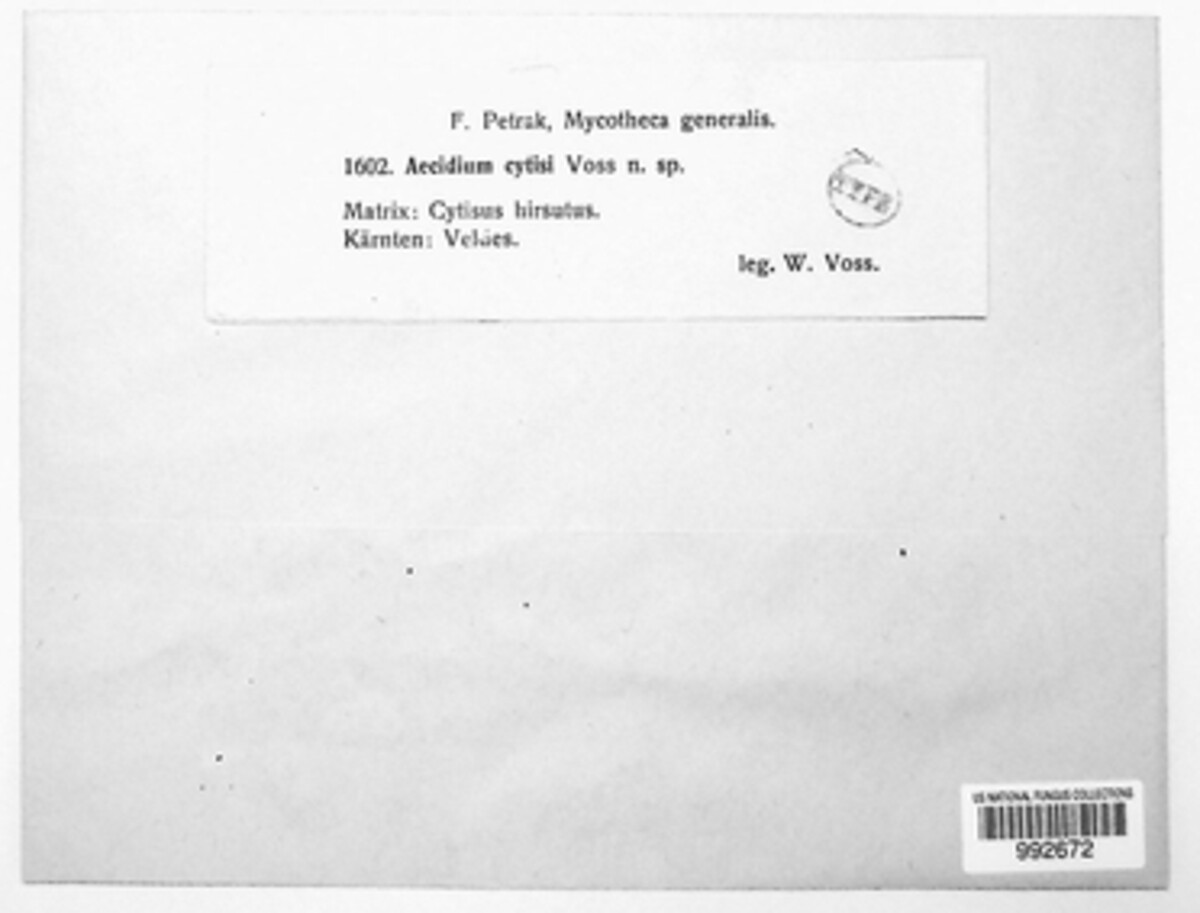 F. Petrak, Mycotheca generalis.
1602. Aecidium cytisi Voss n. sp.
TYPE
Matrix: Cytisus hirsutus.
Kärnten: Veldes.
leg. W. Voss.
US NATIONAL FUNGUS COLLECTIONS
992672